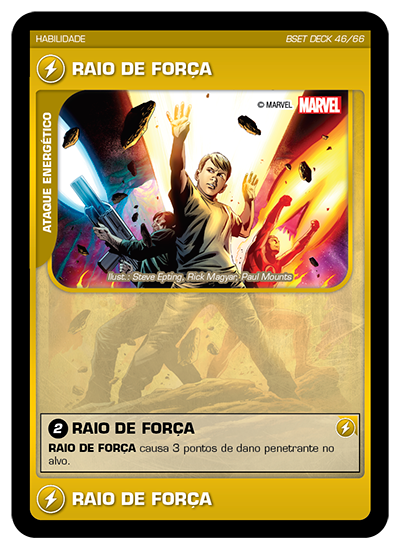 HABILIDADE
BSET DECK 46/66
RAIO DE FORÇA
© MARVEL MARVEL
ATAQUE ENERGÉTICO
Ilust.: Steve Epting, Rick Magyar, Paul Mounts
2 RAIO DE FORÇA
RAIO DE FORÇA causa 3 pontos de dano penetrante no
alvo.
RAIO DE FORÇA